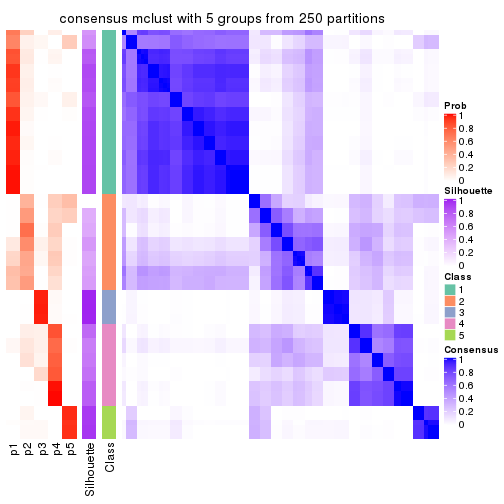 consensus mclust with 5 groups from 250 partitions
Prob
1
0.8
0.6
0.4
0.2
0
Silhouette
1
0.8
0.6
0.4
0.2
0
Class
1
2
3
4
5
Consensus
1
0.8
0.6
0.4
0.2
0
p1
p2
p3
p4
p5
Silhouette
Class